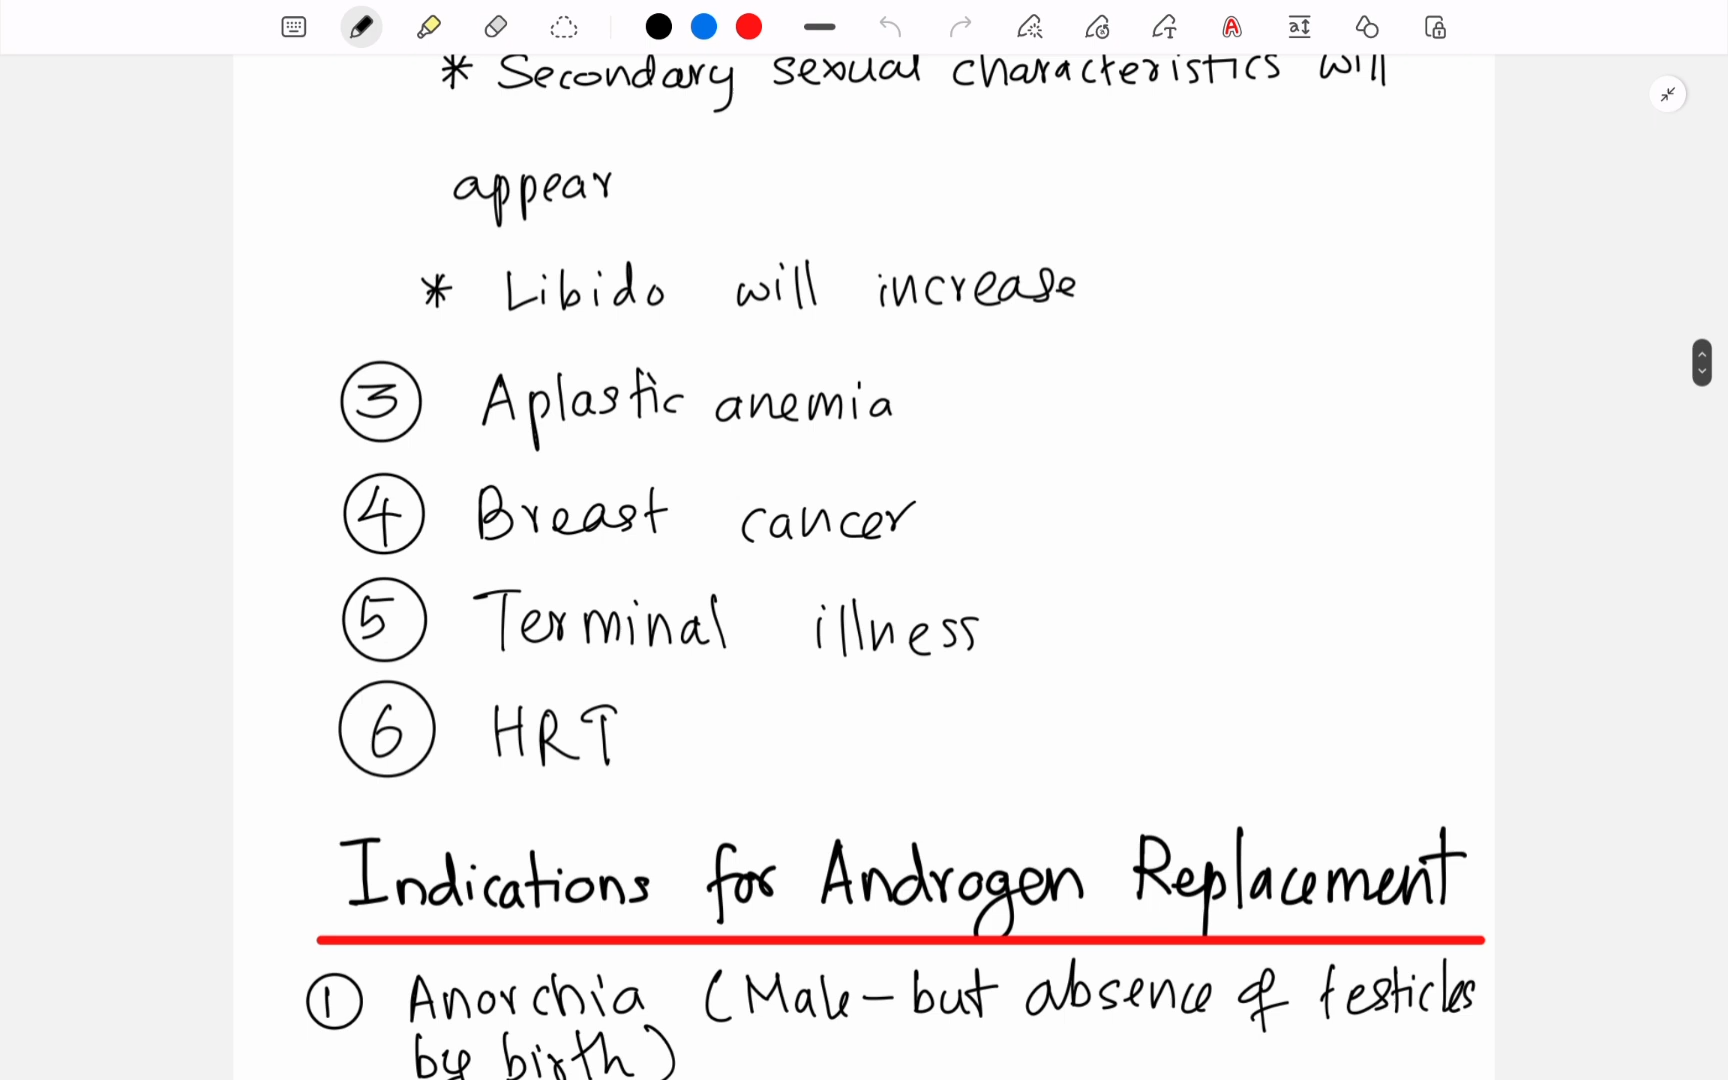 * Secondary sexual characteristics will
appear
* Libido will increase
③ Aplastic anemia
④ Breast cancer
⑤ Terminal illness
⑥ HRT
Indications for Androgen Replacement
① Anorchia (Male - but absence of testicles
by birth)